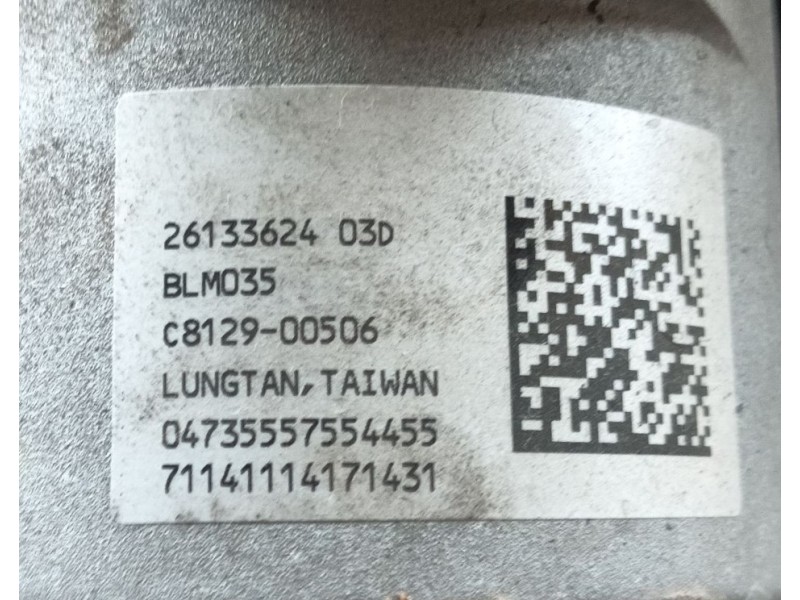 26133624 03D
BLM035
C8129-00506
LUNGTAN,TAIWAN
04735557554455
71141114171431